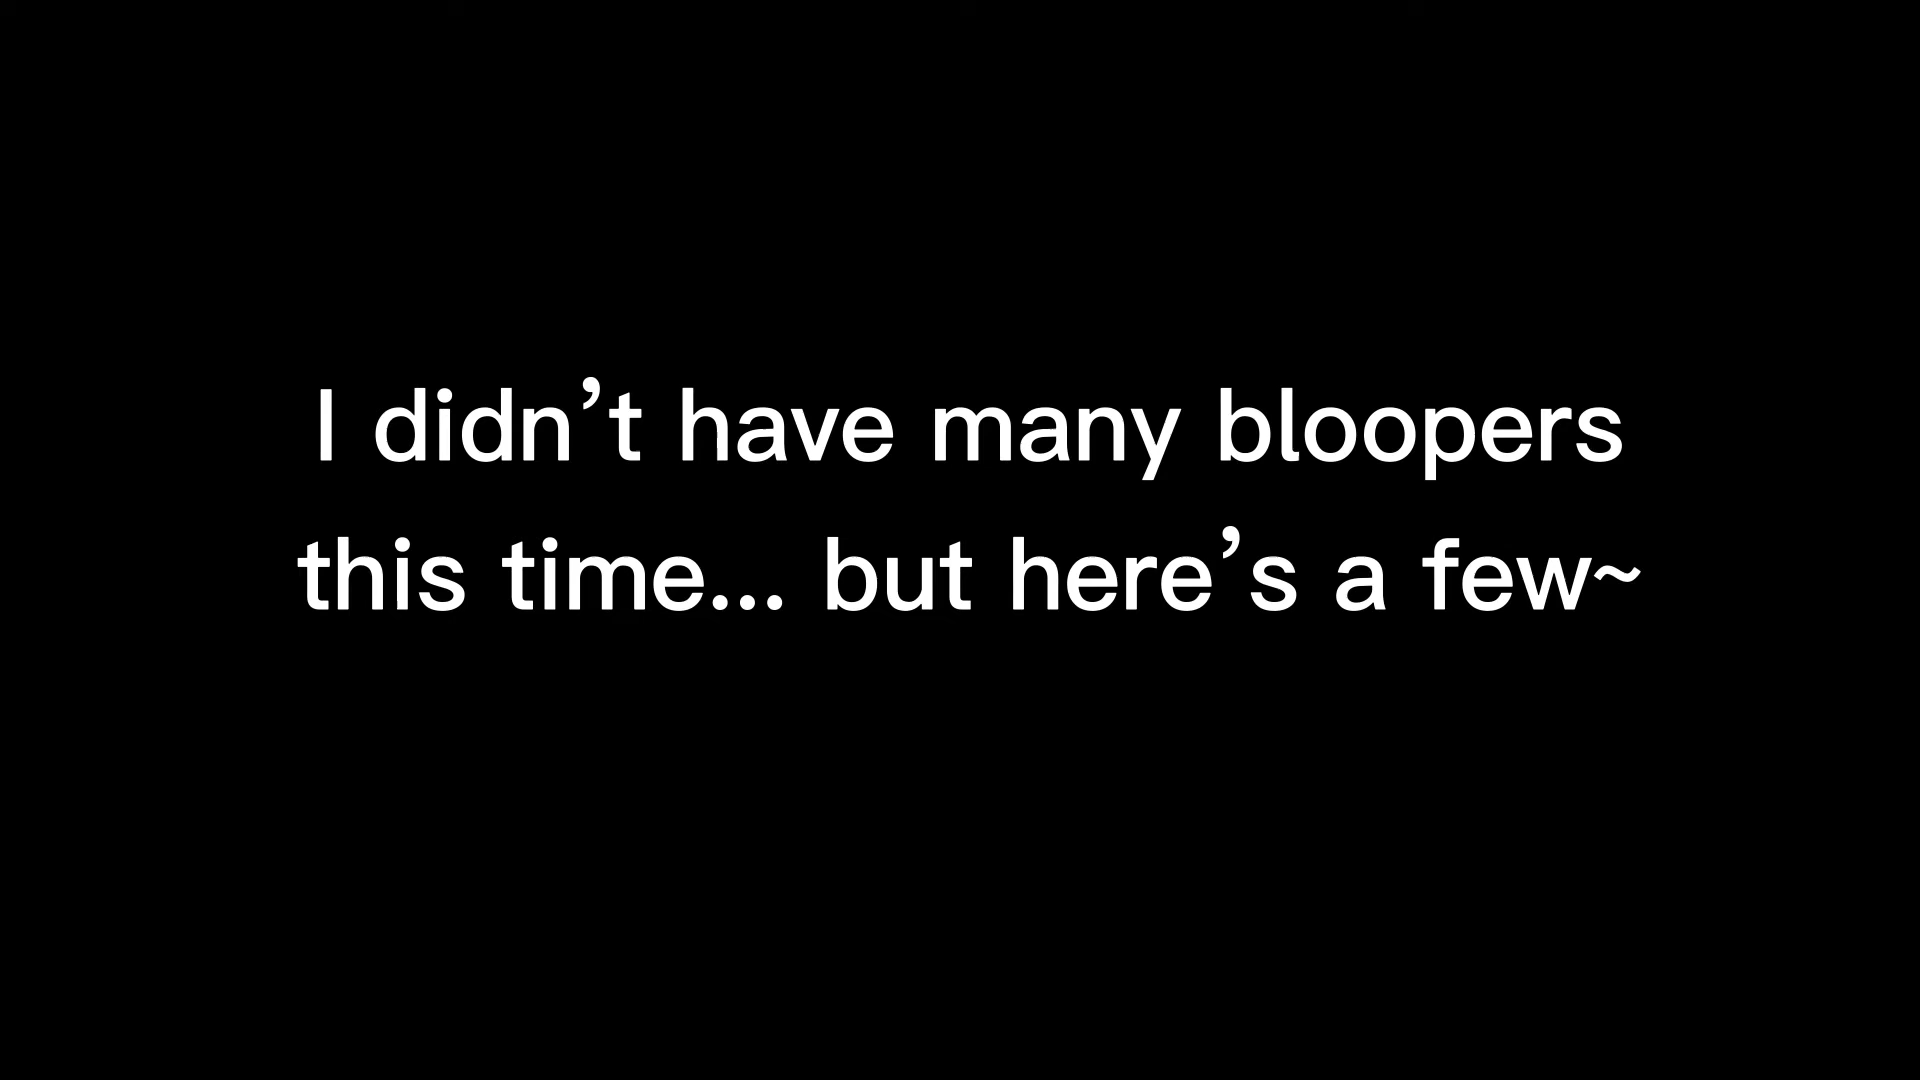 I didn’t have many bloopers
this time... but here’s a few~